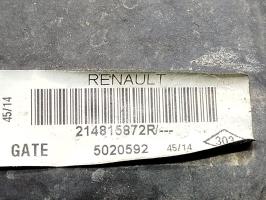 RENAULT
45/14
214815872R/---
GATE 5020592 45/14 302